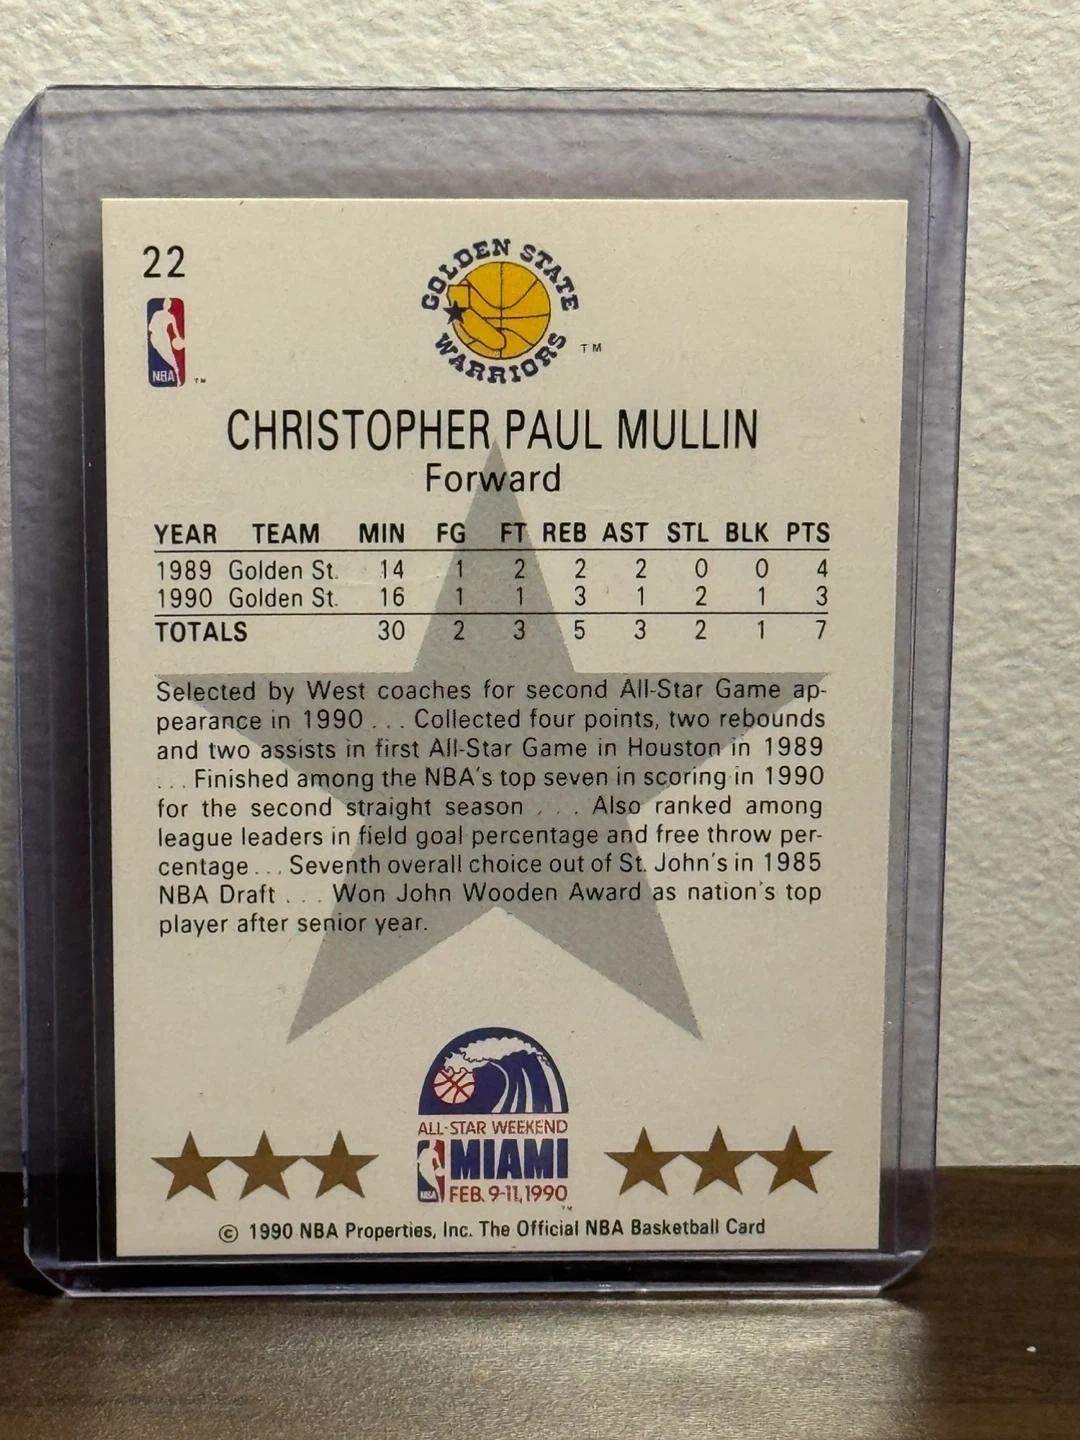 22
GOLDEN STATE
WARRIORS
TM
NBA
TM
CHRISTOPHER PAUL MULLIN
Forward
YEAR TEAM MIN FG FT REB AST STL BLK PTS
1989 Golden St. 14 1 2 2 2 0 0 4
1990 Golden St. 16 1 1 3 1 2 1 3
TOTALS 30 2 3 5 3 2 1 7
Selected by West coaches for second All-Star Game ap-
pearance in 1990 . . . Collected four points, two rebounds
and two assists in first All-Star Game in Houston in 1989
. . . Finished among the NBA's top seven in scoring in 1990
for the second straight season . . . Also ranked among
league leaders in field goal percentage and free throw per-
centage . . . Seventh overall choice out of St. John's in 1985
NBA Draft . . . Won John Wooden Award as nation's top
player after senior year.
ALL-STAR WEEKEND
MIAMI
NBA FEB. 9-11, 1990
TM
© 1990 NBA Properties, Inc. The Official NBA Basketball Card